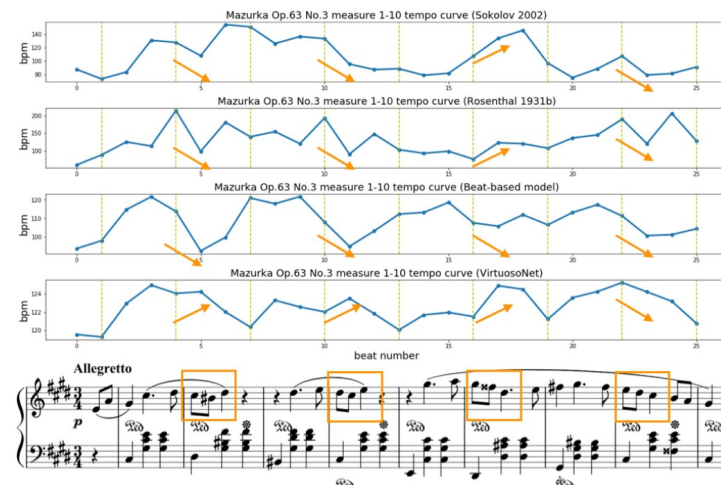 Mazurka Op.63 No.3 measure 1-10 tempo curve (Sokolov 2002)
140
120
100
80
bpm
0 5 10 15 20 25
Mazurka Op.63 No.3 measure 1-10 tempo curve (Rosenthal 1931b)
200
150
100
bpm
0 5 10 15 20 25
Mazurka Op.63 No.3 measure 1-10 tempo curve (Beat-based model)
120
110
100
bpm
0 5 10 15 20 25
Mazurka Op.63 No.3 measure 1-10 tempo curve (VirtuosoNet)
124
122
120
bpm
0 5 10 15 20 25
beat number
Allegretto
3
4
p
3
4